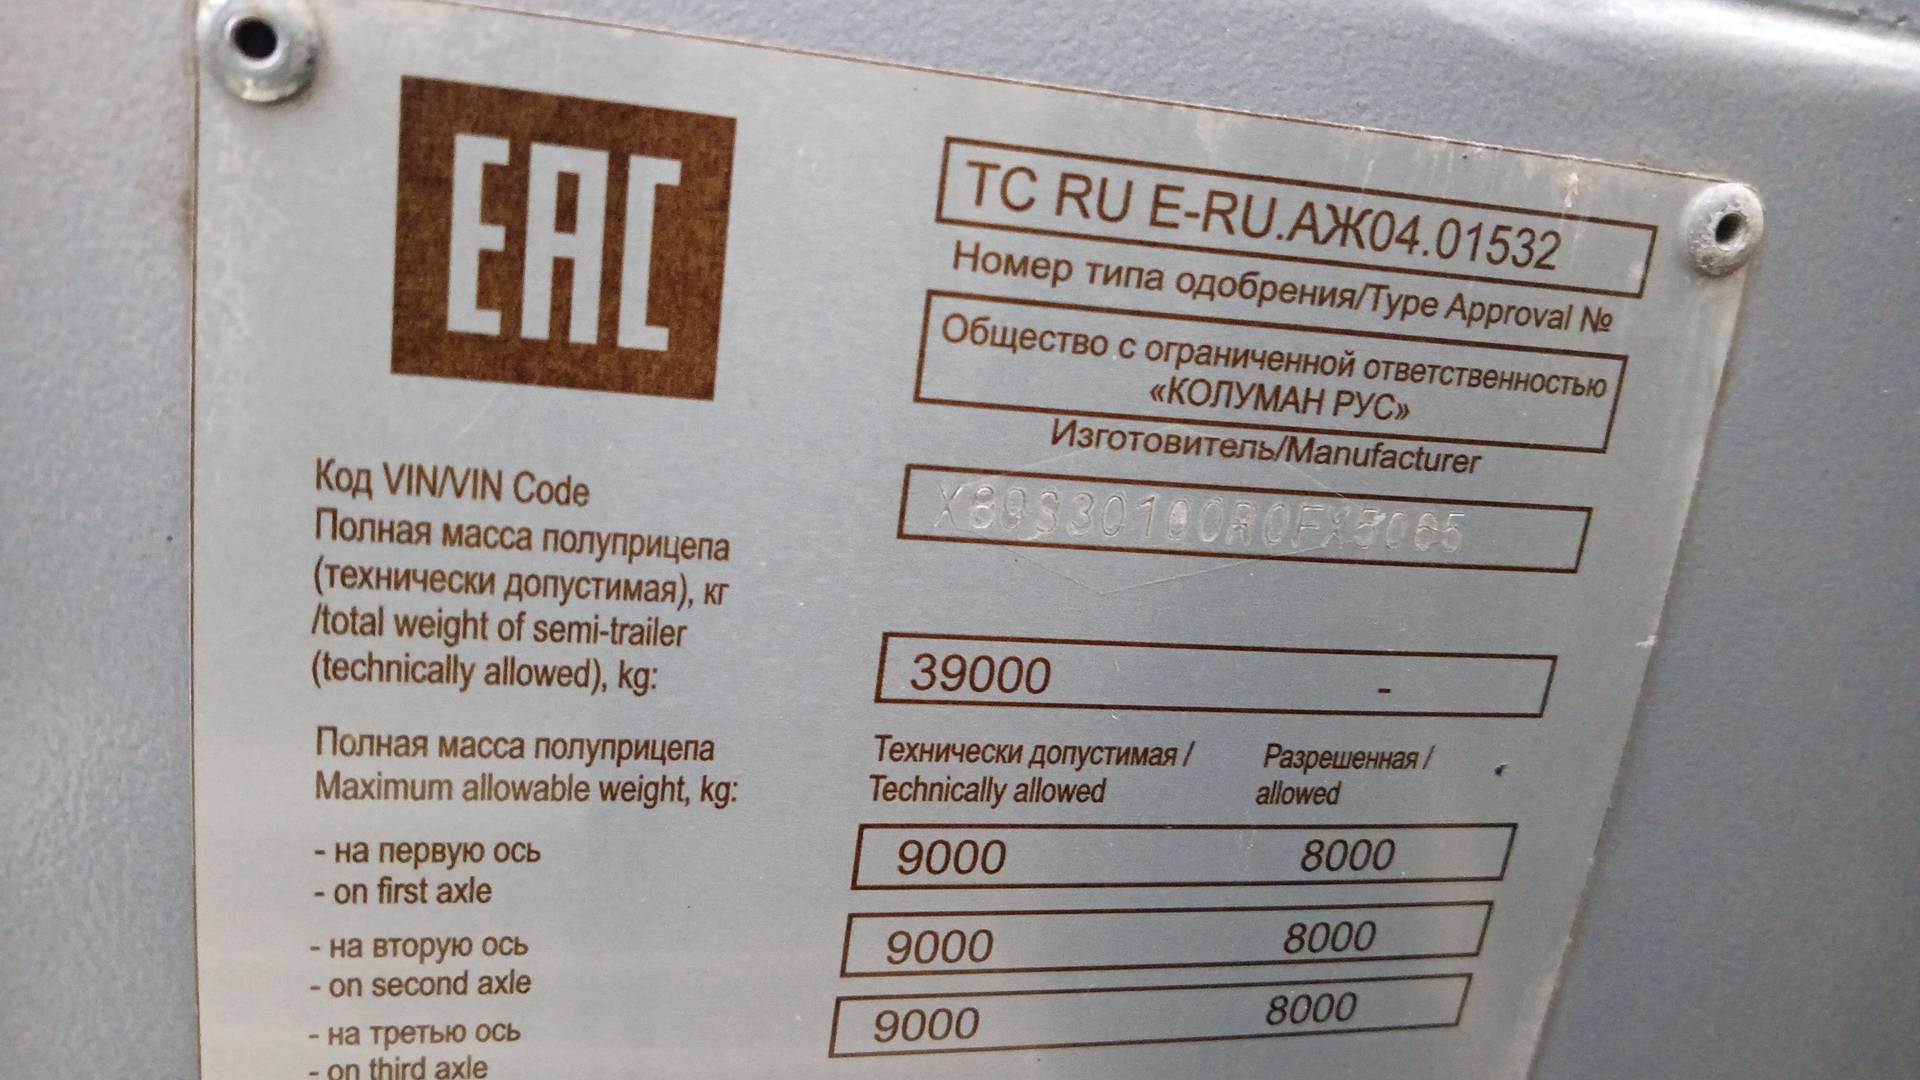 EAC
TC RU E-RU.АЖ04.01532
Номер типа одобрения/Type Approval №
Общество с ограниченной ответственностью
«КОЛУМАН РУС»
Изготовитель/Manufacturer
Код VIN/VIN Code
Полная масса полуприцепа
(технически допустимая), кг
/total weight of semi-trailer
(technically allowed), kg:
39000 -
Полная масса полуприцепа
Maximum allowable weight, kg:
Технически допустимая / Разрешенная /
Technically allowed allowed
- на первую ось
- on first axle
9000 8000
- на вторую ось
- on second axle
9000 8000
- на третью ось
- on third axle
9000 8000